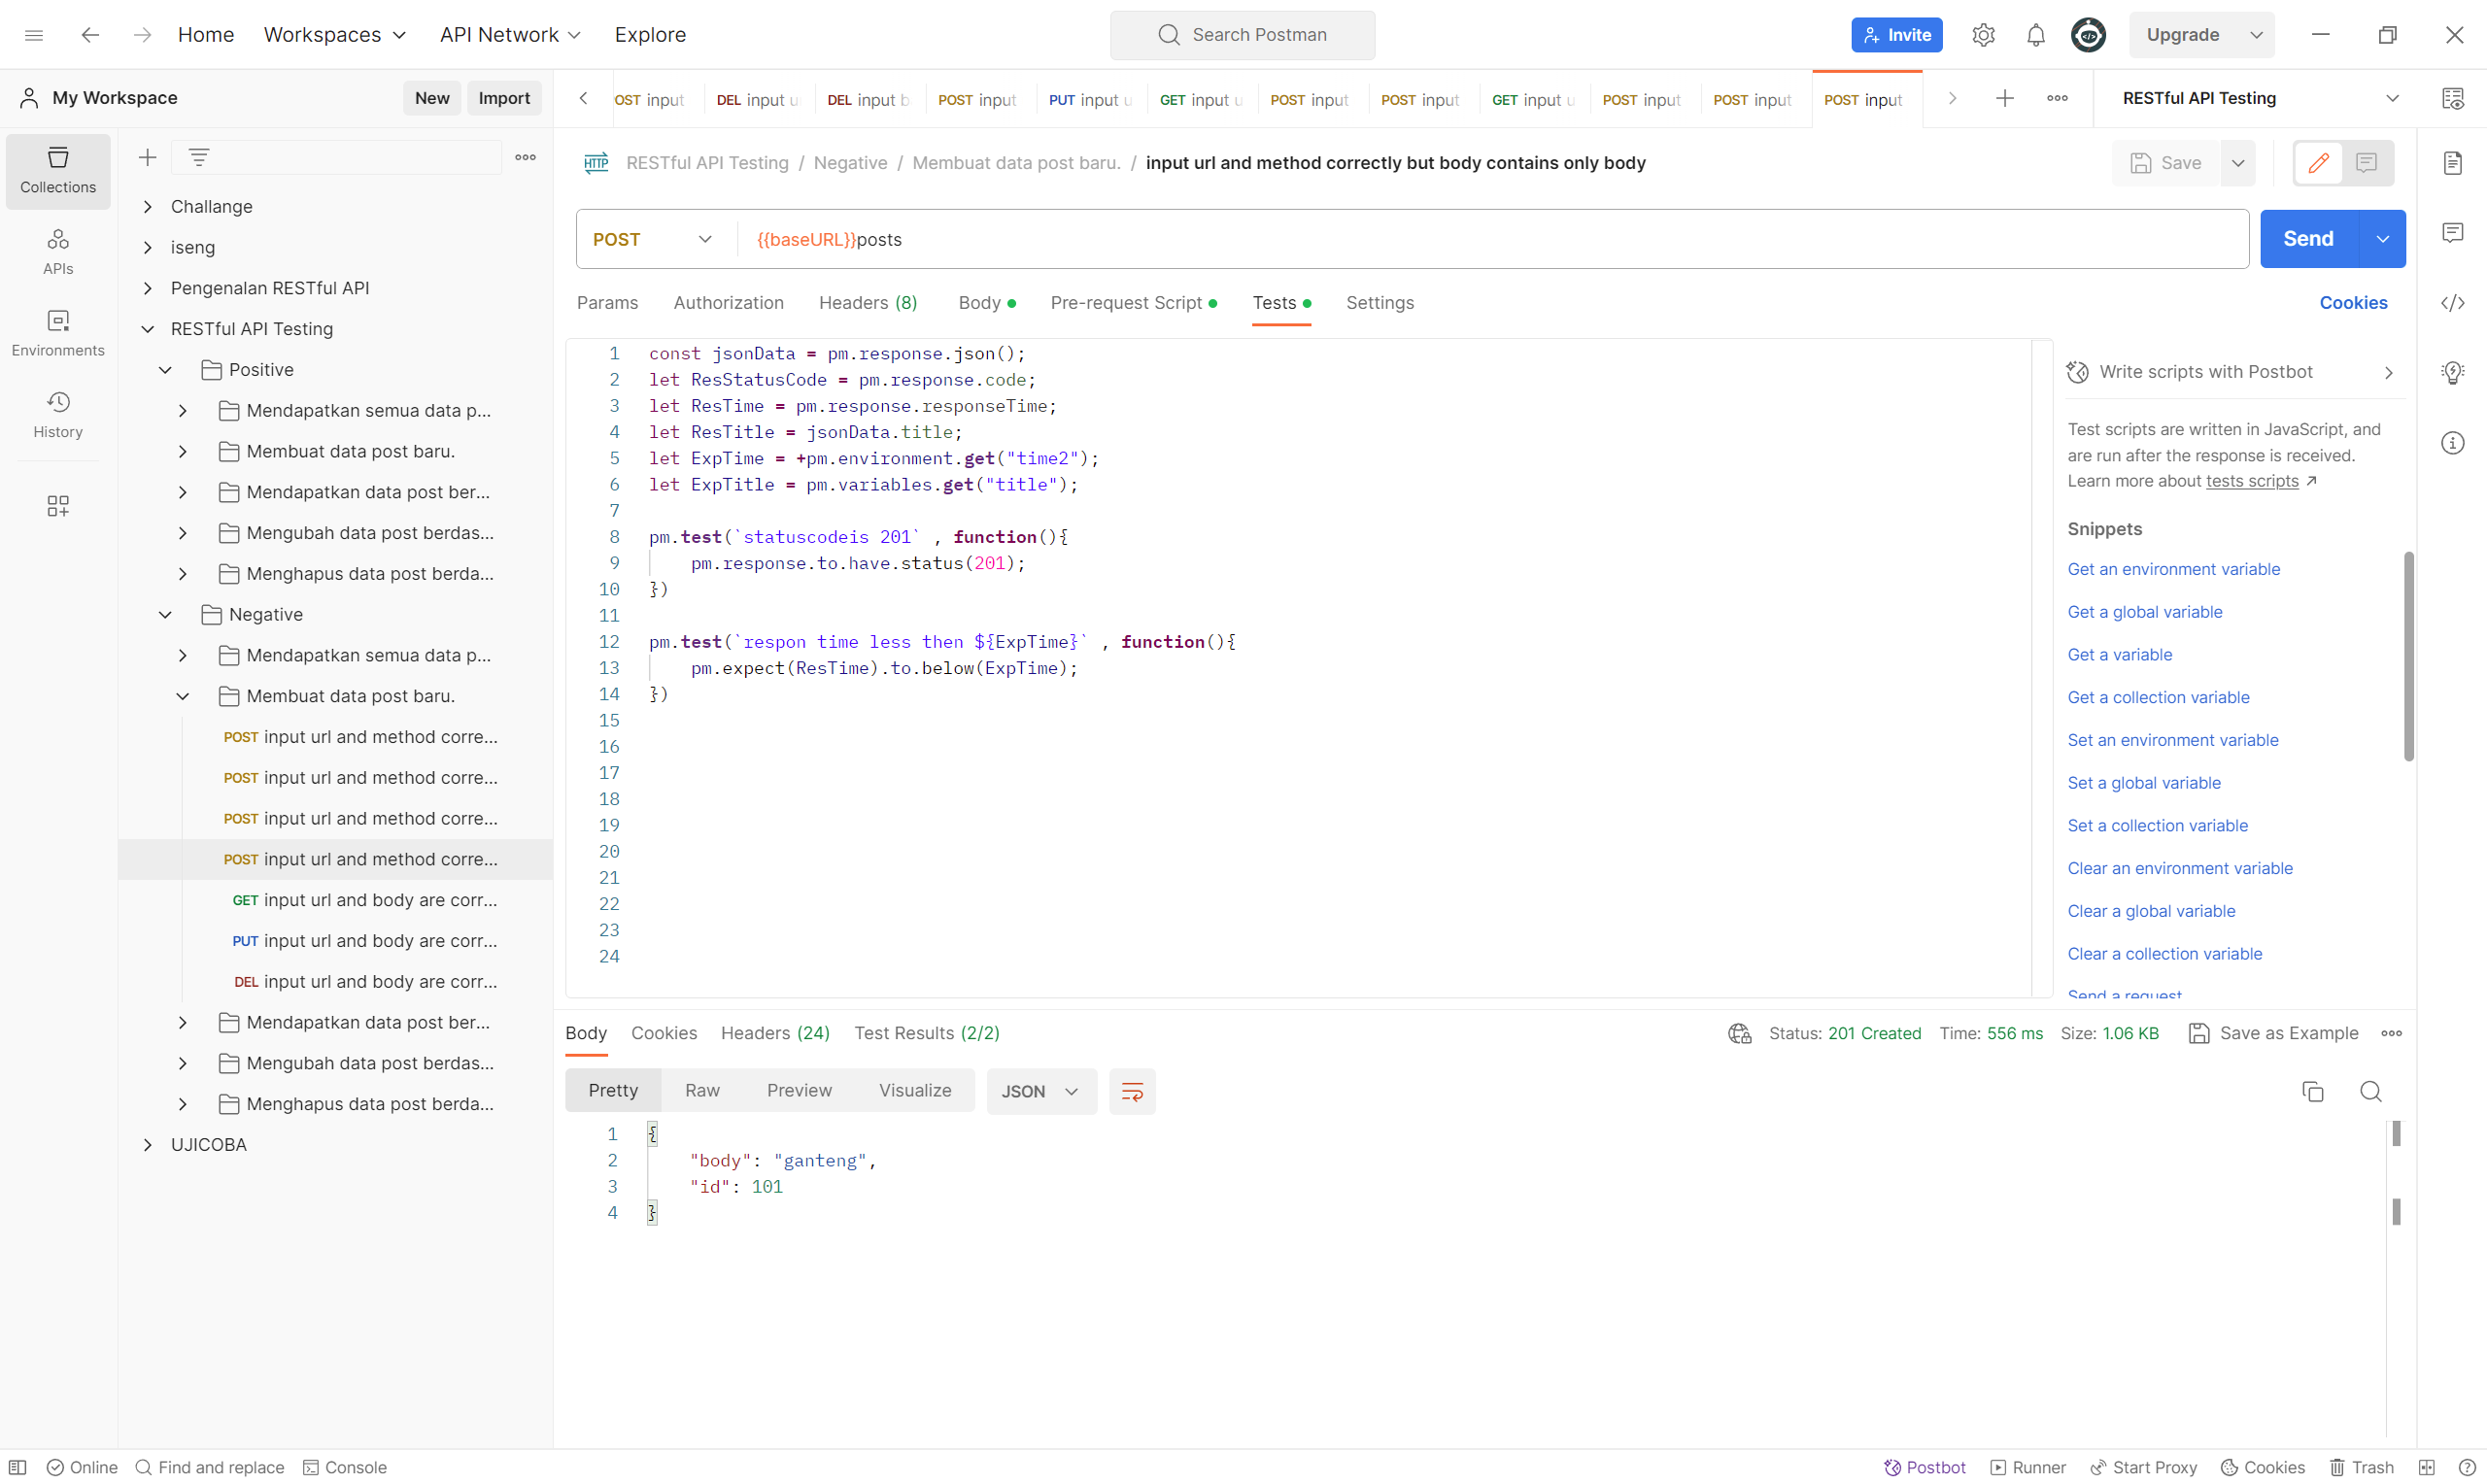 Home Workspaces API Network Explore Search Postman Invite Upgrade
My Workspace New Import
OST input DEL input u DEL input b POST input PUT input u GET input u POST input POST input GET input u POST input POST input POST input RESTful API Testing
Collections
APIs
Environments
History
Challange
iseng
Pengenalan RESTful API
RESTful API Testing
Positive
Mendapatkan semua data p...
Membuat data post baru.
Mendapatkan data post ber...
Mengubah data post berdas...
Menghapus data post berda...
Negative
Mendapatkan semua data p...
Membuat data post baru.
POST input url and method corre...
POST input url and method corre...
POST input url and method corre...
POST input url and method corre...
GET input url and body are corr...
PUT input url and body are corr...
DEL input url and body are corr...
Mendapatkan data post ber...
Mengubah data post berdas...
Menghapus data post berda...
UJICOBA
HTTP RESTful API Testing / Negative / Membuat data post baru. / input url and method correctly but body contains only body Save
POST {{baseURL}}posts Send
Params Authorization Headers (8) Body Pre-request Script Tests Settings Cookies
1 const jsonData = pm.response.json();
2 let ResStatusCode = pm.response.code;
3 let ResTime = pm.response.responseTime;
4 let ResTitle = jsonData.title;
5 let ExpTime = +pm.environment.get("time2");
6 let ExpTitle = pm.variables.get("title");
7
8 pm.test(`statuscodeis 201` , function(){
9 pm.response.to.have.status(201);
10 })
11
12 pm.test(`respon time less then ${ExpTime}` , function(){
13 pm.expect(ResTime).to.below(ExpTime);
14 })
15
16
17
18
19
20
21
22
23
24
Write scripts with Postbot
Test scripts are written in JavaScript, and
are run after the response is received.
Learn more about tests scripts
Snippets
Get an environment variable
Get a global variable
Get a variable
Get a collection variable
Set an environment variable
Set a global variable
Set a collection variable
Clear an environment variable
Clear a global variable
Clear a collection variable
Send a request
Body Cookies Headers (24) Test Results (2/2) Status: 201 Created Time: 556 ms Size: 1.06 KB Save as Example
Pretty Raw Preview Visualize JSON
1 {
2 "body": "ganteng",
3 "id": 101
4 }
Online Find and replace Console Postbot Runner Start Proxy Cookies Trash